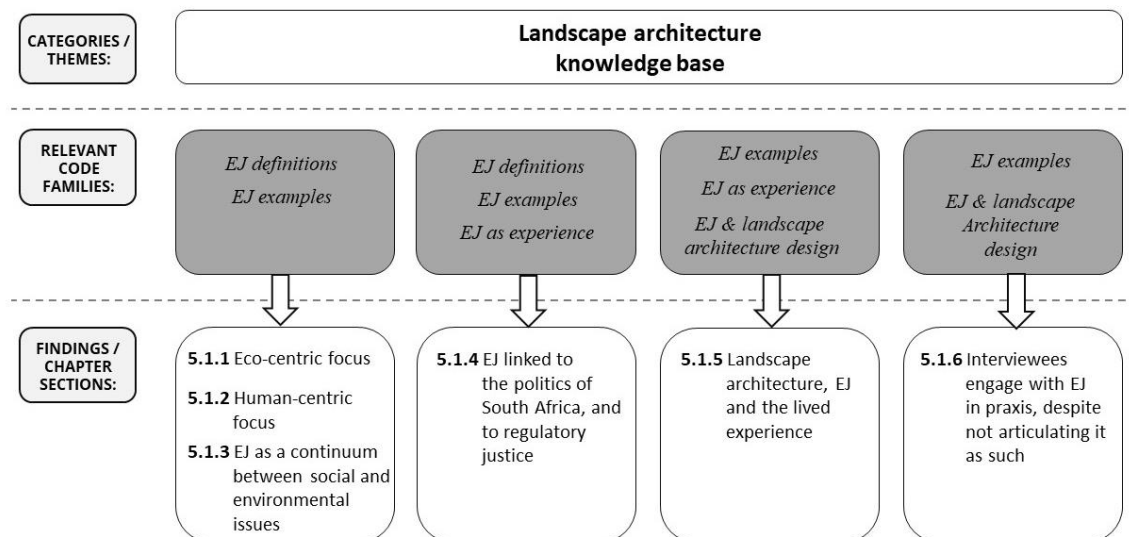 CATEGORIES /
THEMES:
Landscape architecture
knowledge base
RELEVANT
CODE
FAMILIES:
EJ definitions
EJ examples
EJ definitions
EJ examples
EJ as experience
EJ examples
EJ as experience
EJ & landscape
architecture design
EJ examples
EJ & landscape
Architecture
design
FINDINGS /
CHAPTER
SECTIONS:
5.1.1 Eco-centric focus
5.1.2 Human-centric
focus
5.1.3 EJ as a continuum
between social and
environmental
issues
5.1.4 EJ linked to
the politics of
South Africa, and
to regulatory
justice
5.1.5 Landscape
architecture, EJ
and the lived
experience
5.1.6 Interviewees
engage with EJ
in praxis, despite
not articulating it
as such